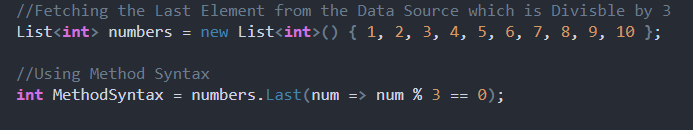 //Fetching the Last Element from the Data Source which is Divisble by 3
List<int> numbers = new List<int>() { 1, 2, 3, 4, 5, 6, 7, 8, 9, 10 };
//Using Method Syntax
int MethodSyntax = numbers.Last(num => num % 3 == 0);